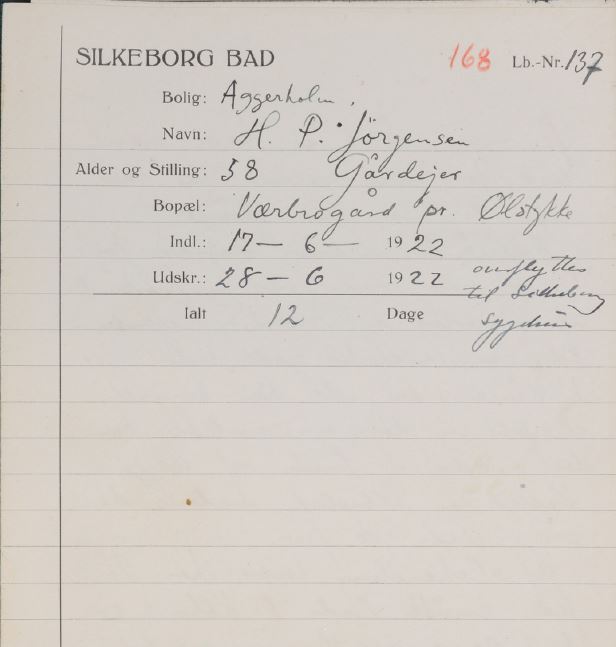 SILKEBORG BAD 168 Lb.-Nr. 137
Bolig: Aggerholm.
Navn: H. P. Jörgensen
Alder og Stilling: 58 Gårdejer
Bopæl: Værbrogård pr. Ølstykke
Indl.: 17 — 6 — 1922
Udskr.: 28 — 6 1922 overflyttes
til Silkeborg
Ialt 12 Dage
Sygehus